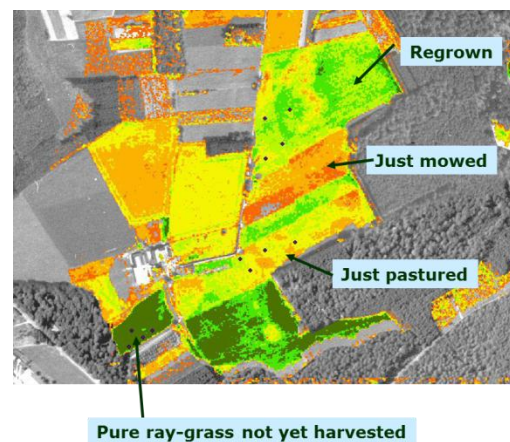 Regrown
Just mowed
Just pastured
Pure ray-grass not yet harvested